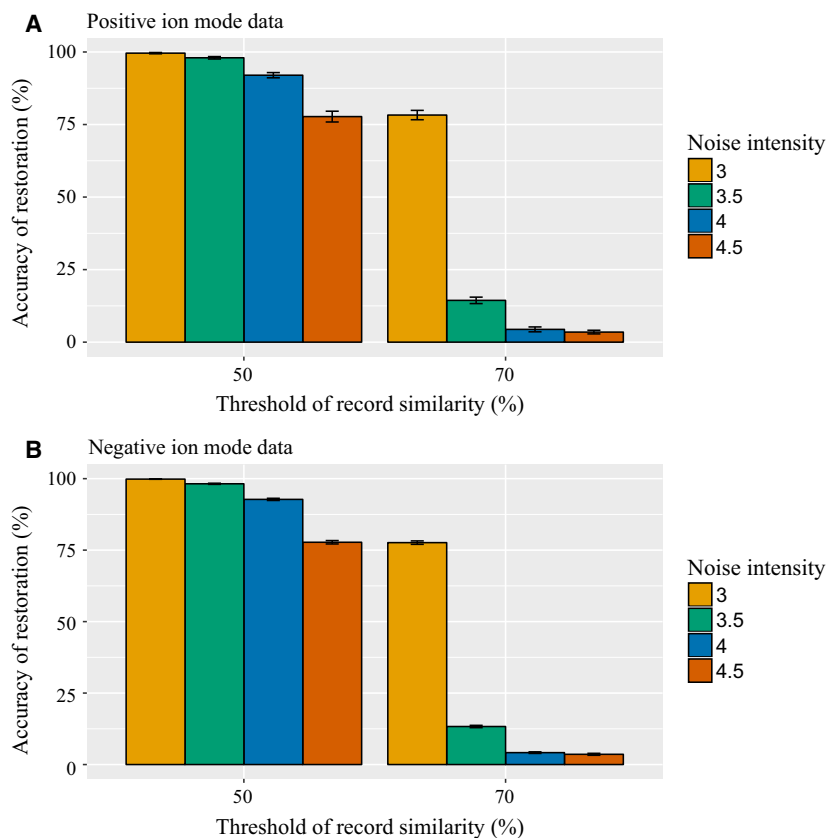 A
Positive ion mode data
100
75
50
25
0
Accuracy of restoration (%)
50 70
Threshold of record similarity (%)
Noise intensity
3
3.5
4
4.5
B
Negative ion mode data
100
75
50
25
0
Accuracy of restoration (%)
50 70
Threshold of record similarity (%)
Noise intensity
3
3.5
4
4.5